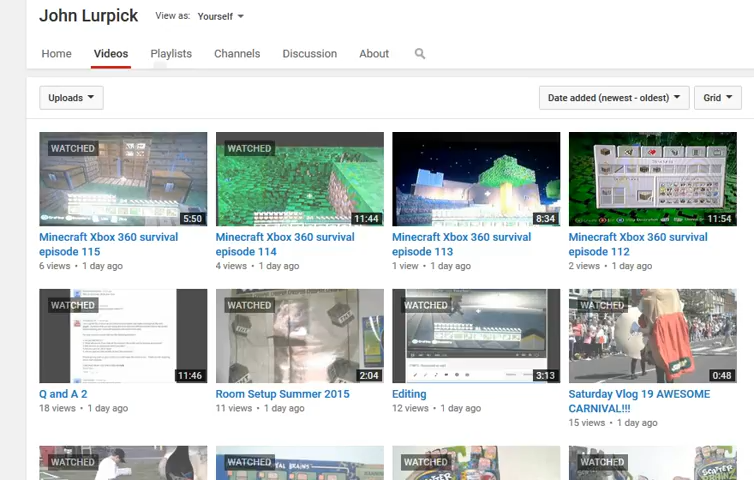 John Lurpick View as: Yourself
Home Videos Playlists Channels Discussion About
Uploads Date added (newest - oldest) Grid
WATCHED WATCHED
5:50 11:44 8:34 11:54
Minecraft Xbox 360 survival episode 115
6 views • 1 day ago
Minecraft Xbox 360 survival episode 114
4 views • 1 day ago
Minecraft Xbox 360 survival episode 113
1 view • 1 day ago
Minecraft Xbox 360 survival episode 112
2 views • 1 day ago
WATCHED WATCHED WATCHED WATCHED
11:46 2:04 3:13 0:48
Q and A 2
18 views • 1 day ago
Room Setup Summer 2015
11 views • 1 day ago
Editing
12 views • 1 day ago
Saturday Vlog 19 AWESOME
CARNIVAL!!!
15 views • 1 day ago
WATCHED WATCHED WATCHED WATCHED